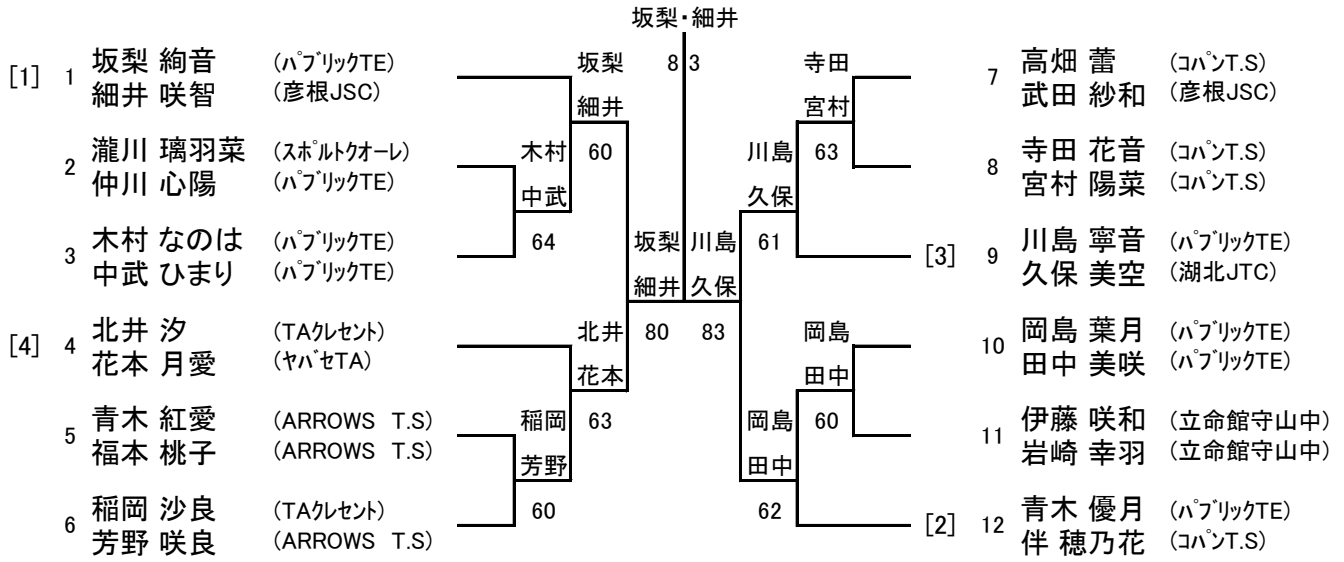 坂梨・細井
[1] 1 坂梨 絢音 (パブリックTE)
細井 咲智 (彦根JSC)
2 瀧川 璃羽菜 (スポルトクオーレ)
仲川 心陽 (パブリックTE)
3 木村 なのは (パブリックTE)
中武 ひまり (パブリックTE)
[4] 4 北井 汐 (TAクレセント)
花本 月愛 (ヤバセTA)
5 青木 紅愛 (ARROWS T.S)
福本 桃子 (ARROWS T.S)
6 稲岡 沙良 (TAクレセント)
芳野 咲良 (ARROWS T.S)
坂梨
細井
60
木村
中武
64
北井
花本
63
稲岡
芳野
60
坂梨
細井
80
8 3
川島
久保
83
寺田
宮村
63
川島
久保
61
岡島
田中
60
岡島
田中
62
7 高畑 蕾 (コパンT.S)
武田 紗和 (彦根JSC)
8 寺田 花音 (コパンT.S)
宮村 陽菜 (コパンT.S)
[3] 9 川島 寧音 (パブリックTE)
久保 美空 (湖北JTC)
10 岡島 葉月 (パブリックTE)
田中 美咲 (パブリックTE)
11 伊藤 咲和 (立命館守山中)
岩崎 幸羽 (立命館守山中)
[2] 12 青木 優月 (パブリックTE)
伴 穂乃花 (コパンT.S)